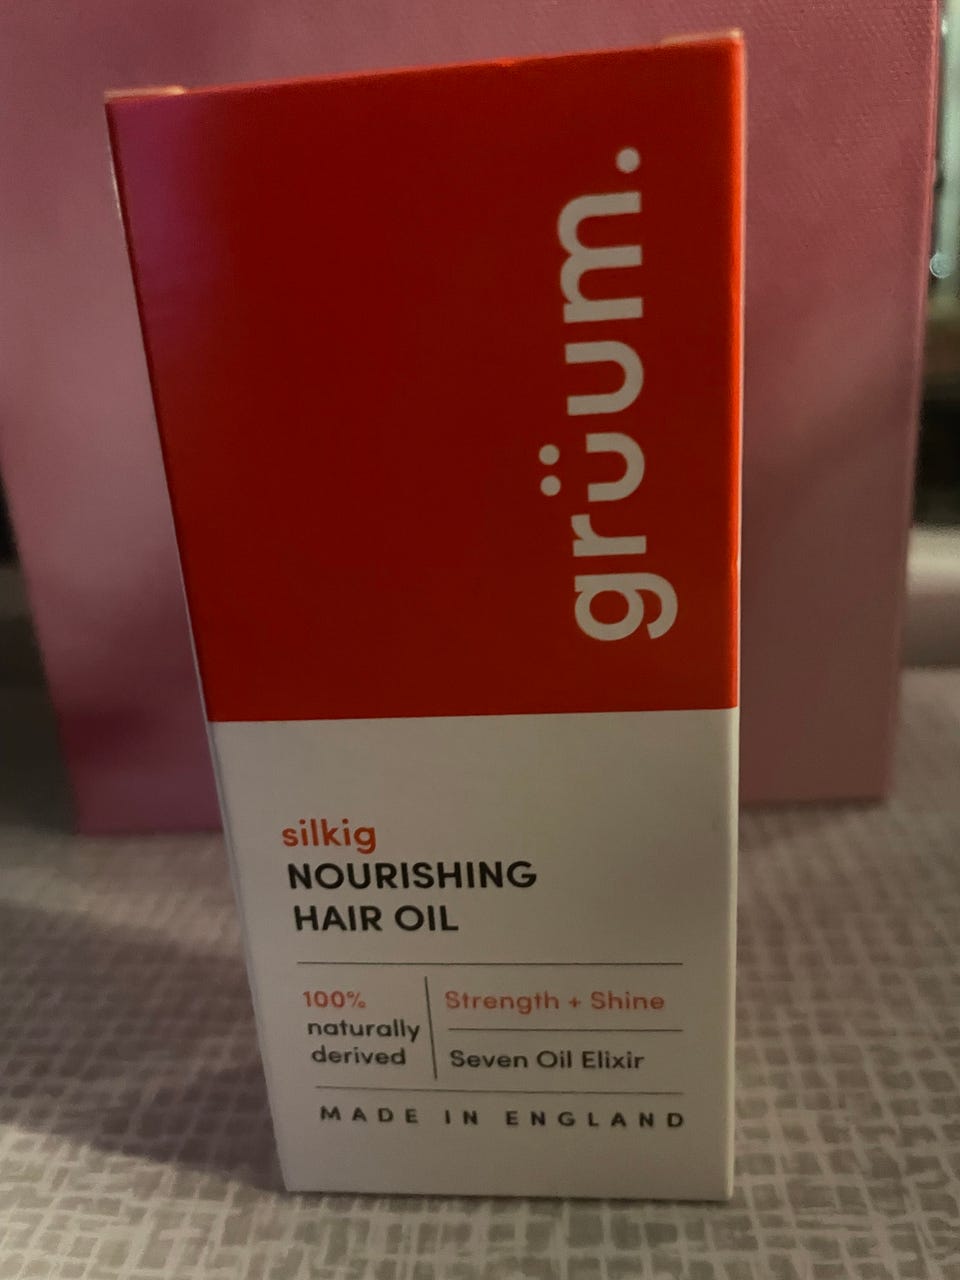 grüum.
silkig
NOURISHING
HAIR OIL
100%
naturally
derived
Strength + Shine
Seven Oil Elixir
MADE IN ENGLAND